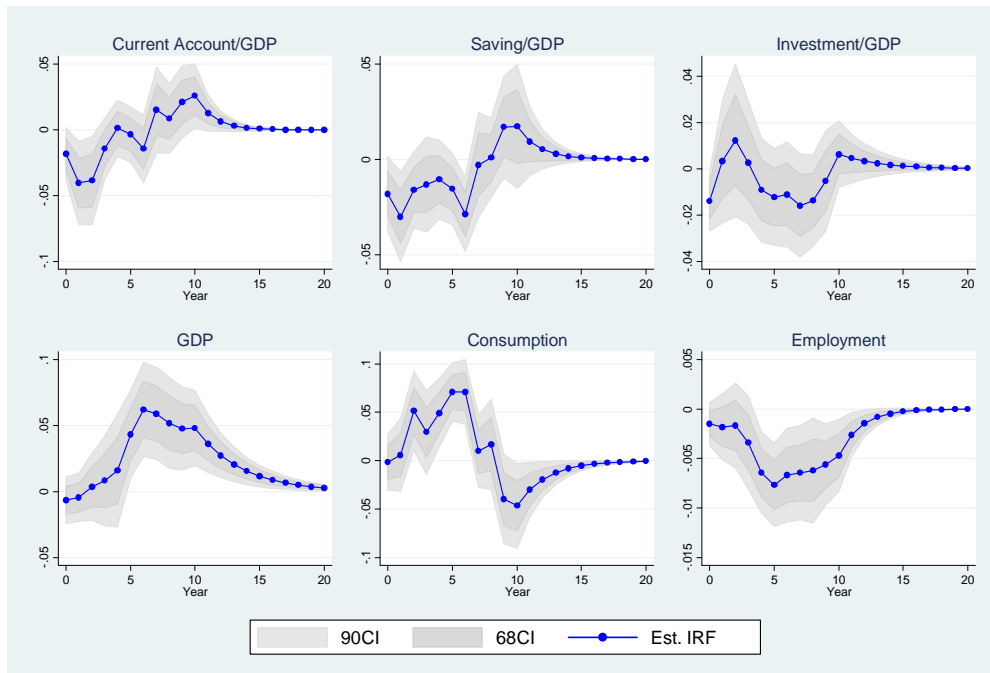 Current Account/GDP
.05
0
-.05
-.1
0 5 10 15 20
Year
Saving/GDP
.05
0
-.05
0 5 10 15 20
Year
Investment/GDP
.04
.02
0
-.02
-.04
0 5 10 15 20
Year
GDP
.1
.05
0
-.05
0 5 10 15 20
Year
Consumption
.1
.05
0
-.05
-.1
0 5 10 15 20
Year
Employment
.005
0
-.005
-.01
-.015
0 5 10 15 20
Year
90CI 68CI Est. IRF